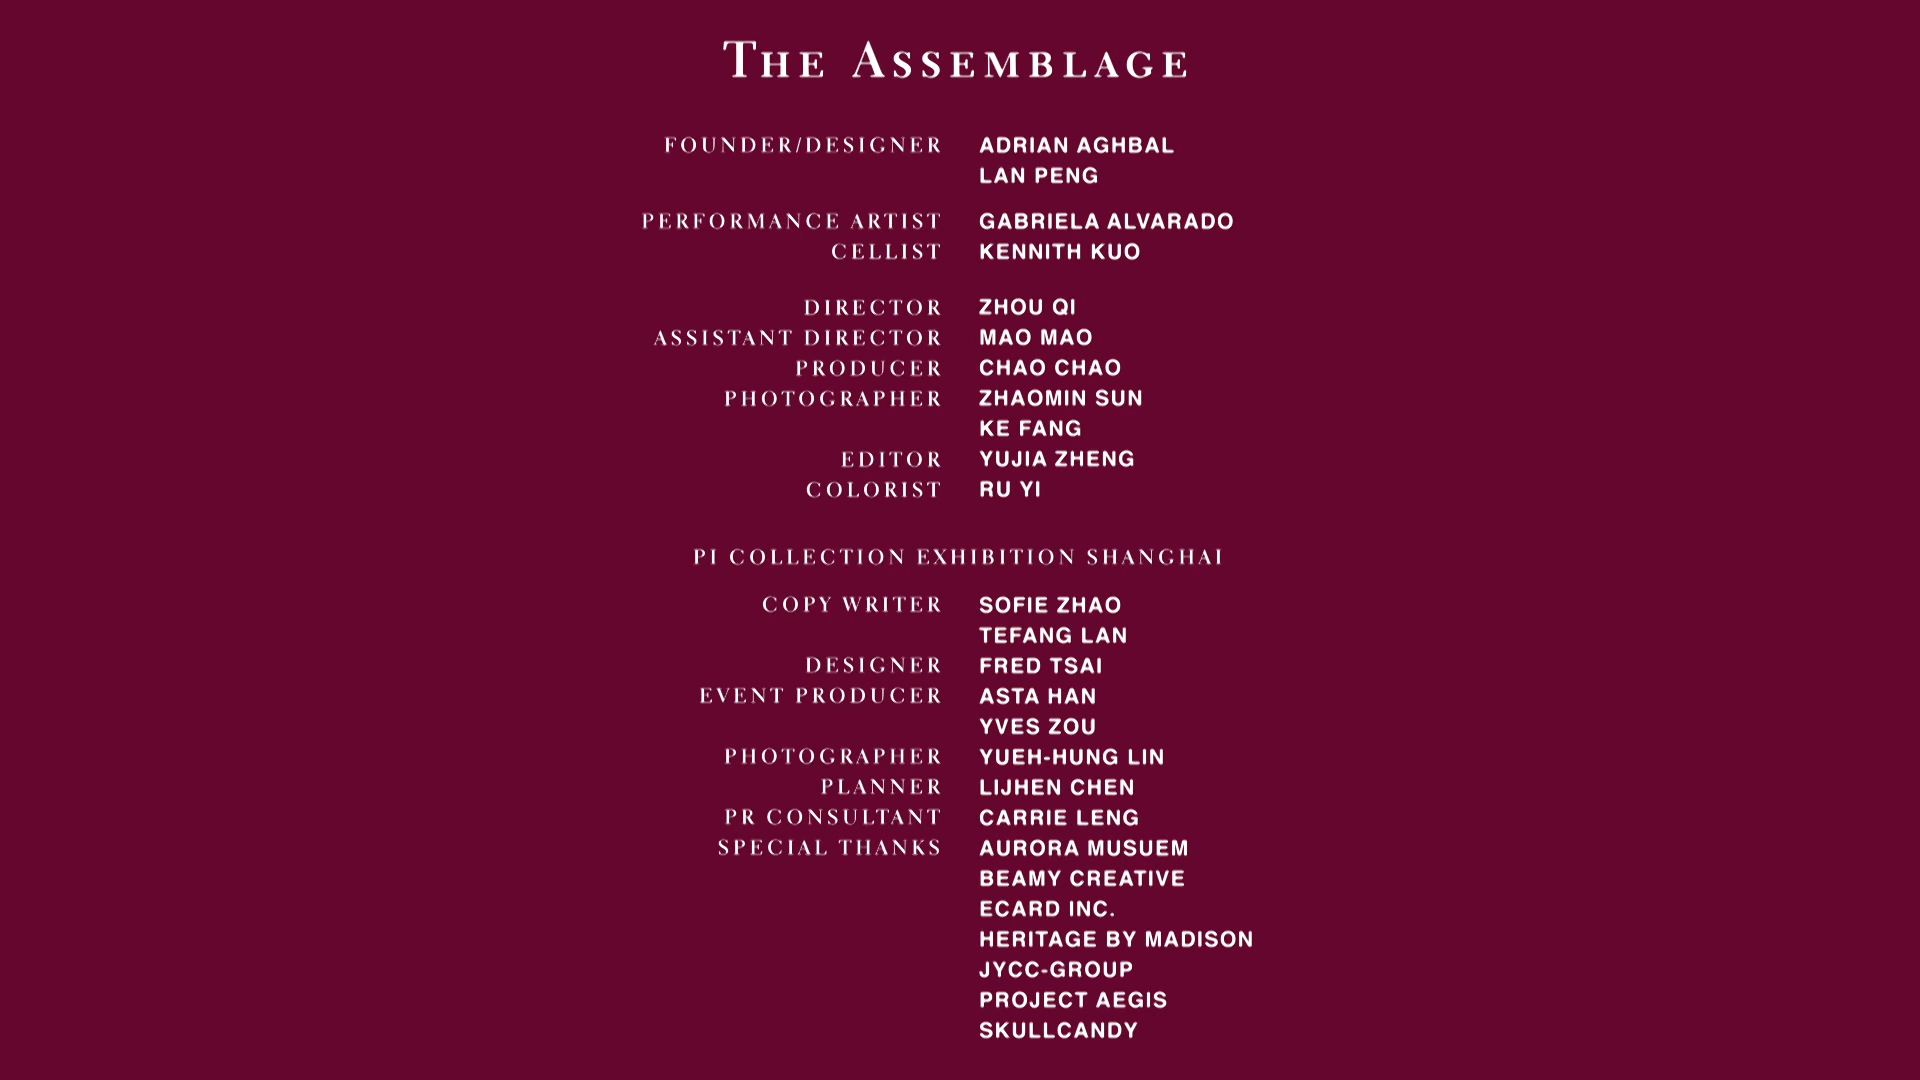 THE ASSEMBLAGE
FOUNDER/DESIGNER ADRIAN AGHBAL
LAN PENG
PERFORMANCE ARTIST GABRIELA ALVARADO
CELLIST KENNITH KUO
DIRECTOR ZHOU QI
ASSISTANT DIRECTOR MAO MAO
PRODUCER CHAO CHAO
PHOTOGRAPHER ZHAOMIN SUN
KE FANG
EDITOR YUJIA ZHENG
COLORIST RU YI
PI COLLECTION EXHIBITION SHANGHAI
COPY WRITER SOFIE ZHAO
TEFANG LAN
DESIGNER FRED TSAI
EVENT PRODUCER ASTA HAN
YVES ZOU
PHOTOGRAPHER YUEH-HUNG LIN
PLANNER LIJHEN CHEN
PR CONSULTANT CARRIE LENG
SPECIAL THANKS AURORA MUSUEM
BEAMY CREATIVE
ECARD INC.
HERITAGE BY MADISON
JYCC-GROUP
PROJECT AEGIS
SKULLCANDY